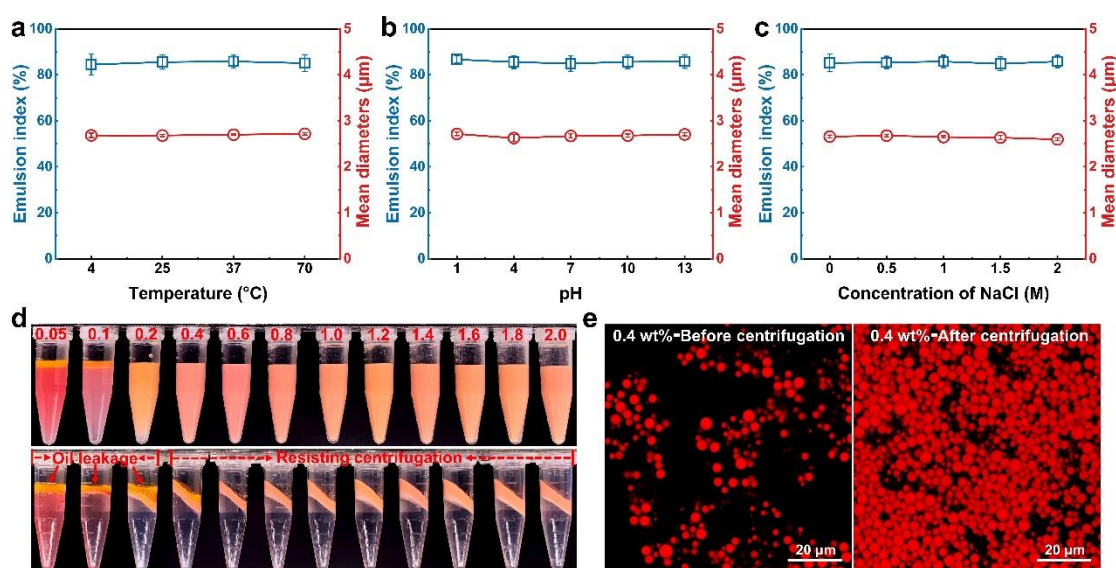 a
100
80
60
40
20
0
Emulsion index (%)
5
4
3
2
1
0
Mean diameters (μm)
4 25 37 70
Temperature (°C)
b
100
80
60
40
20
0
Emulsion index (%)
5
4
3
2
1
0
Mean diameters (μm)
1 4 7 10 13
pH
c
100
80
60
40
20
0
Emulsion index (%)
5
4
3
2
1
0
Mean diameters (μm)
0 0.5 1 1.5 2
Concentration of NaCl (M)
d
0.05 0.1 0.2 0.4 0.6 0.8 1.0 1.2 1.4 1.6 1.8 2.0
Oil leakage Resisting centrifugation
e
0.4 wt%-Before centrifugation
20 μm
0.4 wt%-After centrifugation
20 μm